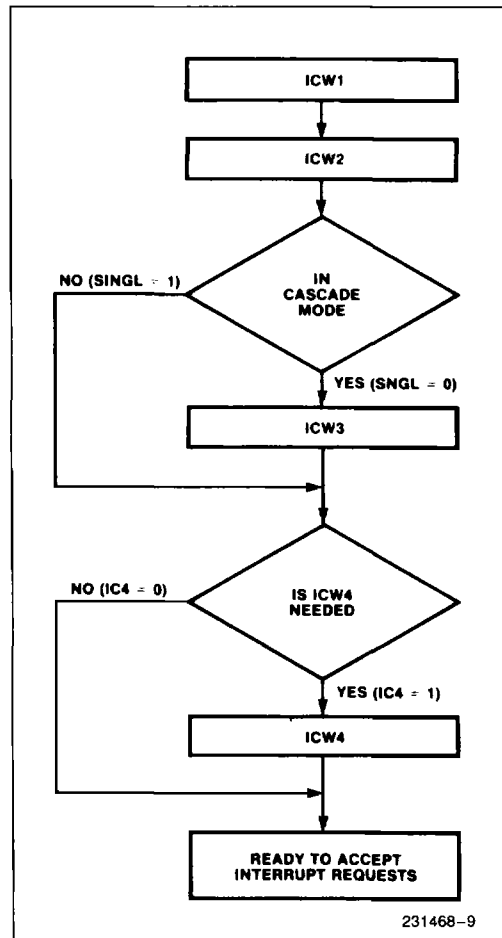 ICW1
ICW2
IN
CASCADE
MODE
NO (SINGL = 1)
YES (SNGL = 0)
ICW3
IS ICW4
NEEDED
NO (IC4 = 0)
YES (IC4 = 1)
ICW4
READY TO ACCEPT
INTERRUPT REQUESTS
231468-9